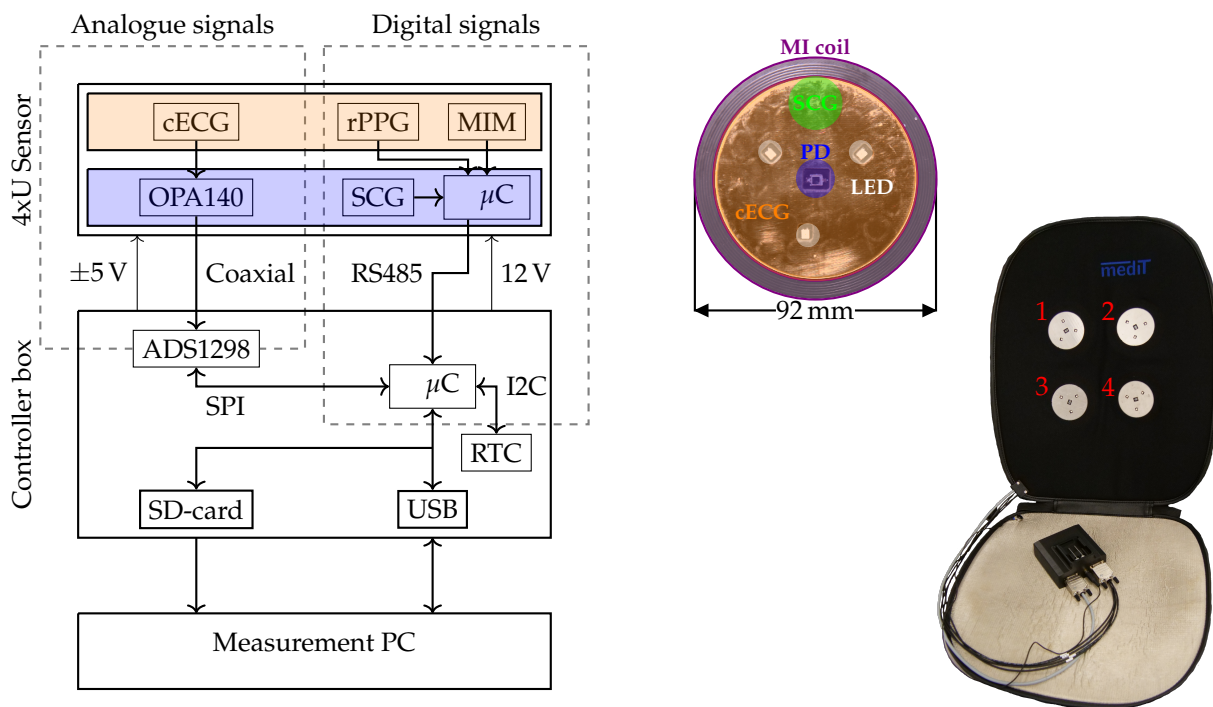 Analogue signals
Digital signals
4xU Sensor
cECG
rPPG
MIM
OPA140
SCG
μC
±5 V
Coaxial
RS485
12 V
Controller box
ADS1298
μC
SPI
I2C
RTC
SD-card
USB
Measurement PC
MI coil
SCG
PD
LED
cECG
92 mm
mediT
1
2
3
4